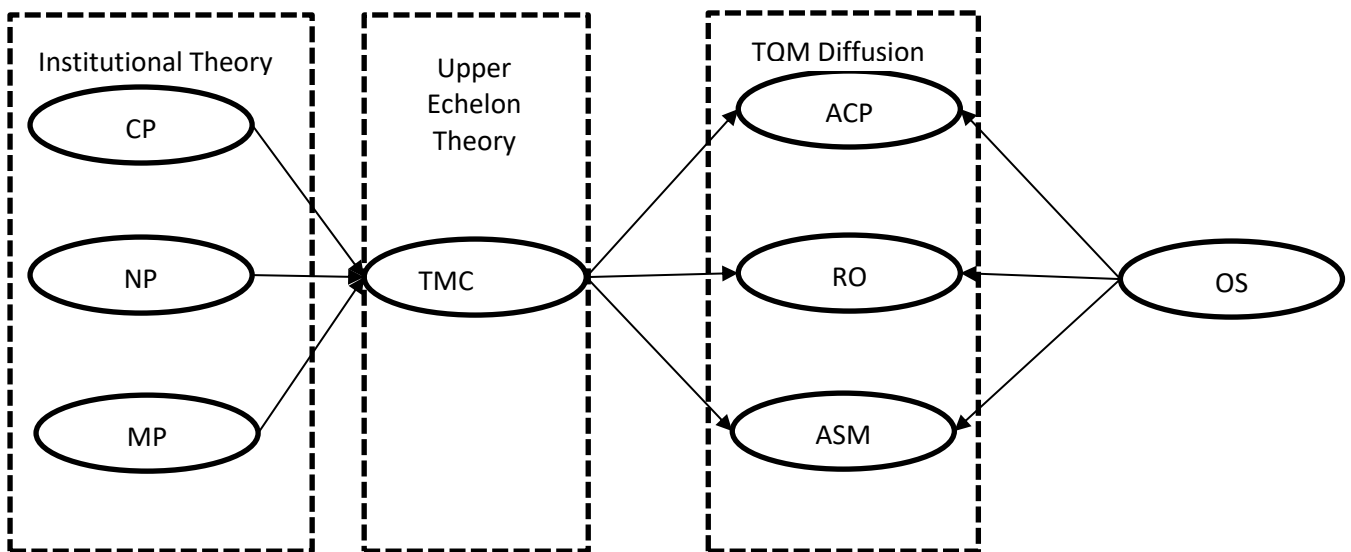 Institutional Theory
CP
NP
MP
Upper
Echelon
Theory
TMC
TQM Diffusion
ACP
RO
ASM
OS